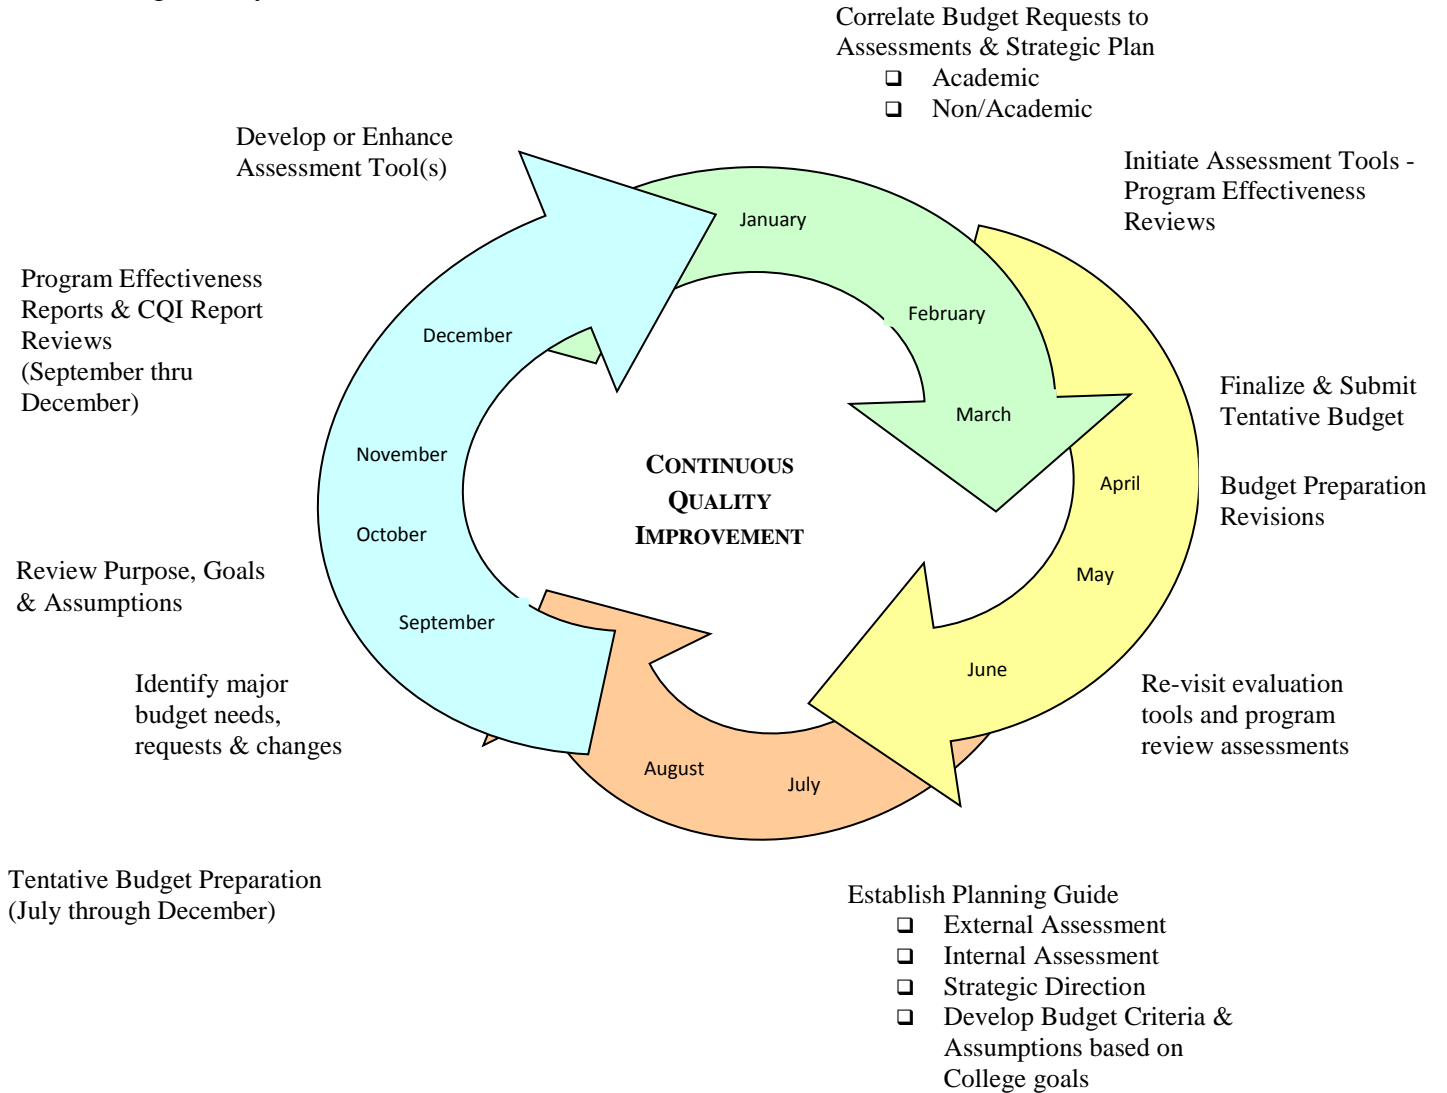 Correlate Budget Requests to
Assessments & Strategic Plan
❑ Academic
❑ Non/Academic
Develop or Enhance
Assessment Tool(s)
Initiate Assessment Tools -
Program Effectiveness
Reviews
January
February
March
Program Effectiveness
Reports & CQI Report
Reviews
(September thru
December)
December
November
October
September
Finalize & Submit
Tentative Budget
Budget Preparation
Revisions
CONTINUOUS
QUALITY
IMPROVEMENT
April
May
June
Review Purpose, Goals
& Assumptions
Identify major
budget needs,
requests & changes
Re-visit evaluation
tools and program
review assessments
August
July
Tentative Budget Preparation
(July through December)
Establish Planning Guide
❑ External Assessment
❑ Internal Assessment
❑ Strategic Direction
❑ Develop Budget Criteria &
Assumptions based on
College goals